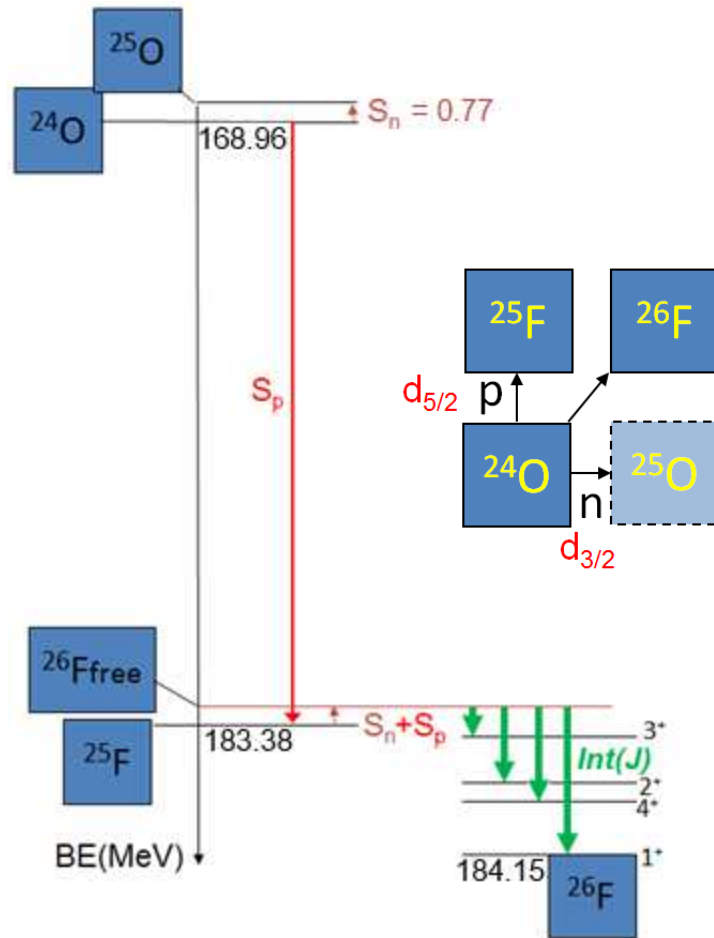 ²⁵O
²⁴O
Sₙ = 0.77
168.96
Sₚ
²⁵F
²⁶F
d₅/₂ p
²⁴O
²⁵O
n
d₃/₂
²⁶Ffree
²⁵F
183.38
Sₙ+Sₚ
Int(J)
3⁺
2⁺
4⁺
1⁺
BE(MeV)
184.15
²⁶F